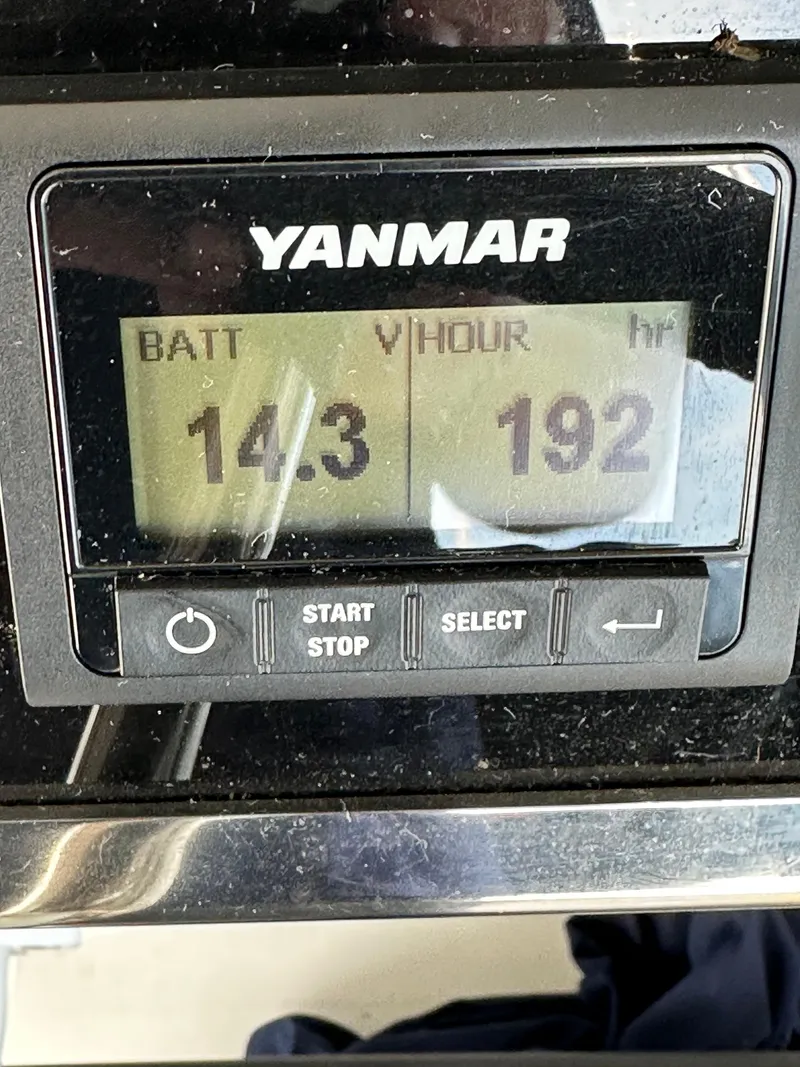 YANMAR
BATT V HOUR hr
14.3 192
START
STOP
SELECT